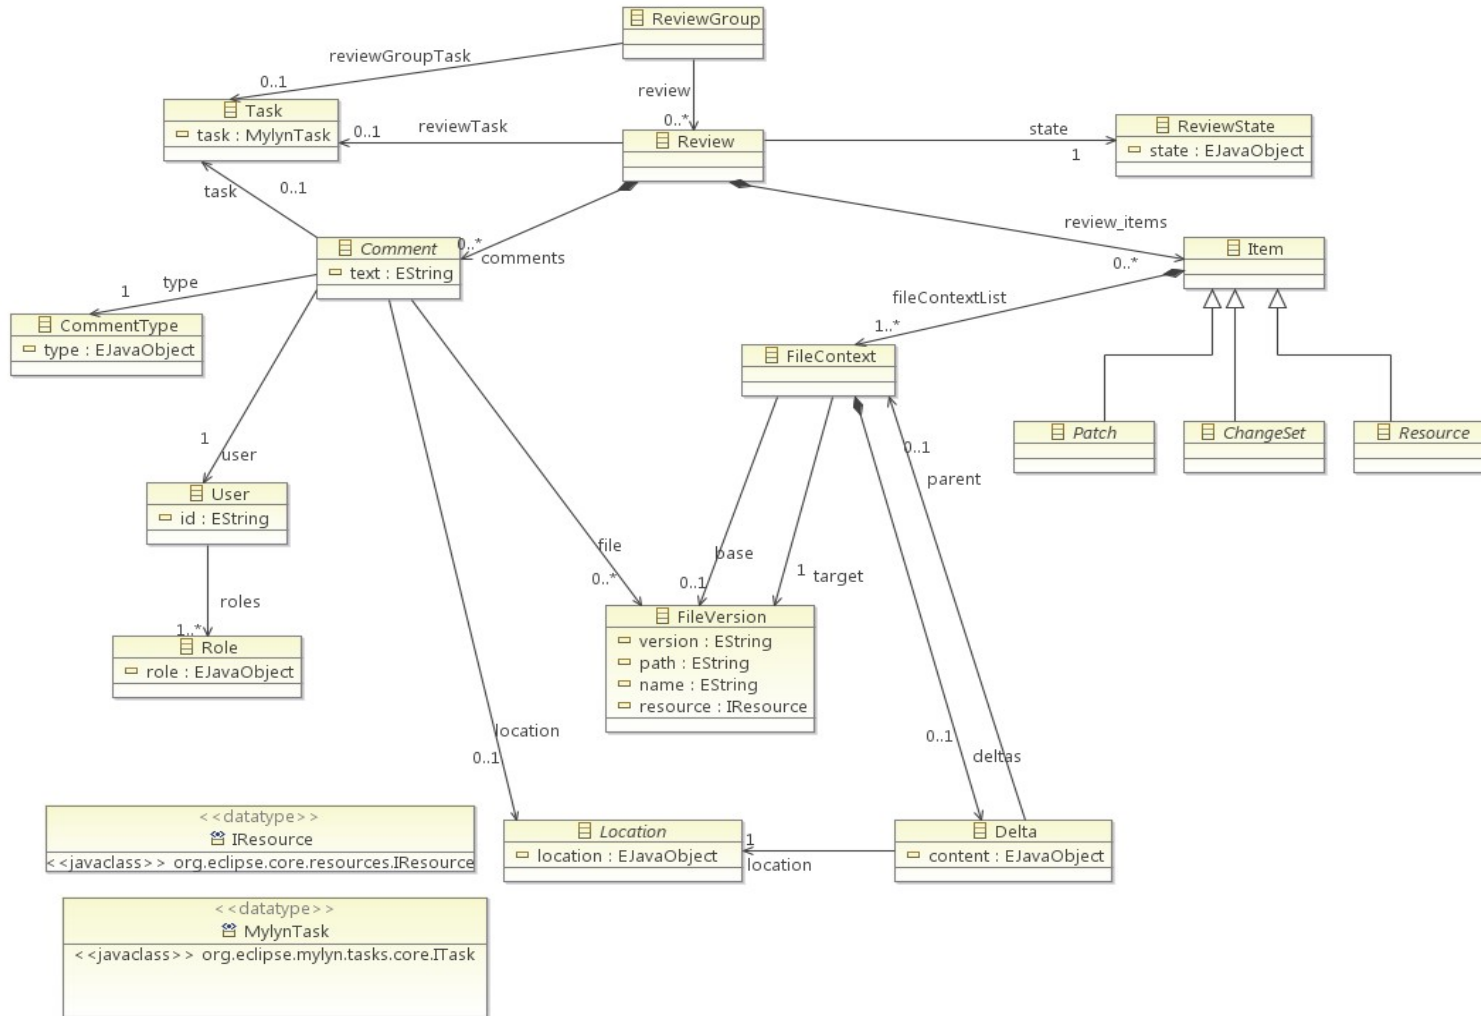 ReviewGroup
reviewGroupTask
0..1
review
0..*
Task
task : MylynTask
0..1
reviewTask
Review
state
1
ReviewState
state : EJavaObject
task
0..1
review_items
0..*
Comment
text : EString
0..*
comments
Item
type
1
CommentType
type : EJavaObject
fileContextList
1..*
FileContext
Patch
ChangeSet
Resource
1
user
0..1
parent
User
id : EString
file
0..*
base
0..1
1
target
roles
1..*
Role
role : EJavaObject
FileVersion
version : EString
path : EString
name : EString
resource : IResource
location
0..1
0..1
deltas
<<datatype>>
IResource
<<javaclass>> org.eclipse.core.resources.IResource
Location
location : EJavaObject
1
location
Delta
content : EJavaObject
<<datatype>>
MylynTask
<<javaclass>> org.eclipse.mylyn.tasks.core.ITask